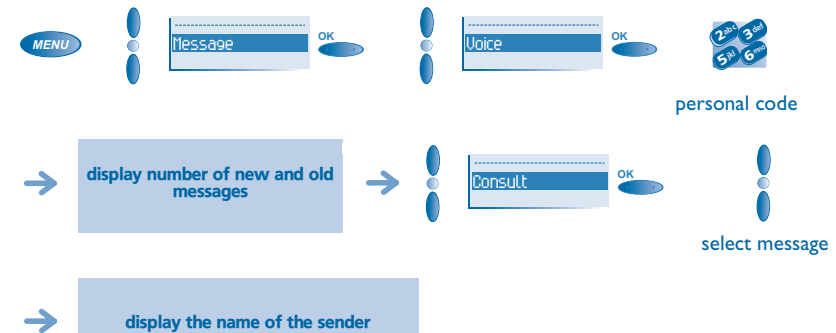 MENU
Message
OK
Voice
OK
2abc 3def
5jkl 6mno
personal code
display number of new and old
messages
Consult
OK
select message
display the name of the sender